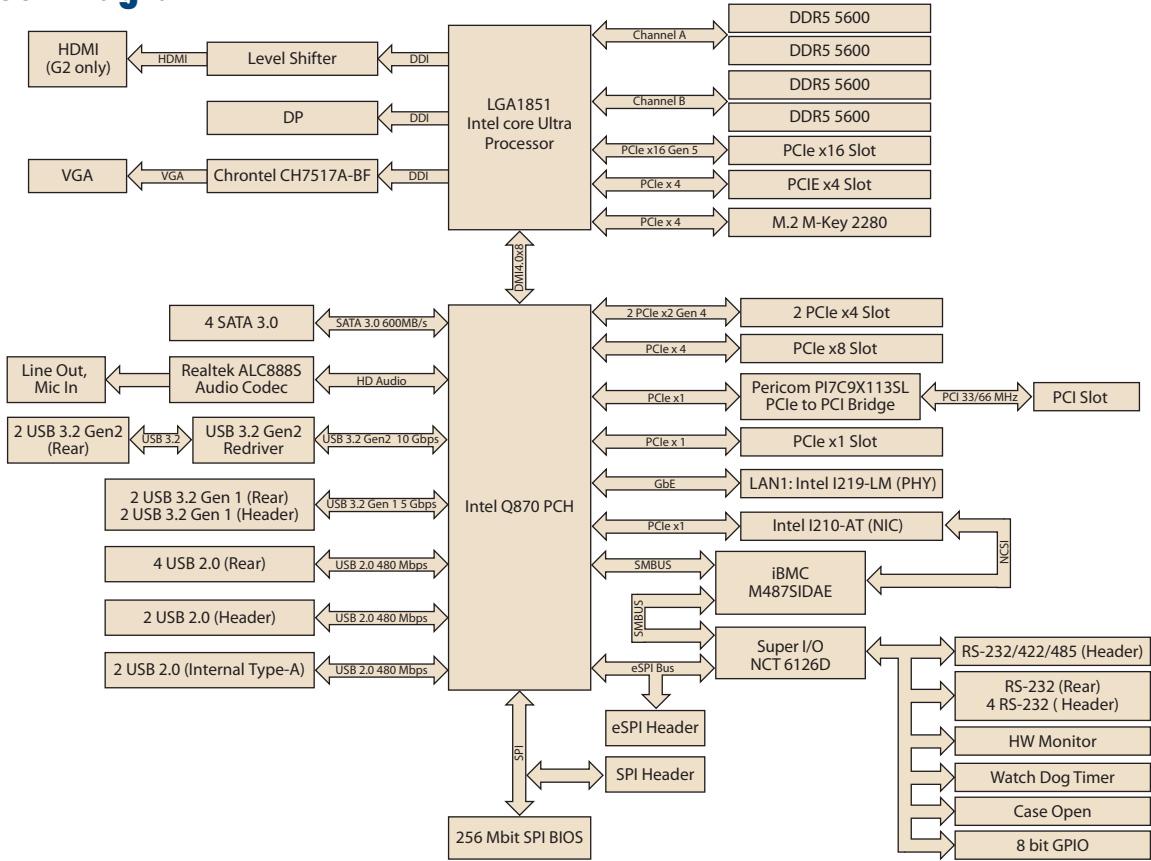 HDMI
(G2 only)
HDMI
Level Shifter
DDI
DP
DDI
VGA
VGA
Chrontel CH7517A-BF
DDI
LGA1851
Intel core Ultra
Processor
Channel A
DDR5 5600
DDR5 5600
Channel B
DDR5 5600
DDR5 5600
PCIe x16 Gen 5
PCIe x16 Slot
PCIe x 4
PCIE x4 Slot
PCIe x 4
M.2 M-Key 2280
DMI4.0x8
4 SATA 3.0
SATA 3.0 600MB/s
Line Out,
Mic In
Realtek ALC888S
Audio Codec
HD Audio
2 USB 3.2 Gen2
(Rear)
USB 3.2
USB 3.2 Gen2
Redriver
USB 3.2 Gen2 10 Gbps
2 USB 3.2 Gen 1 (Rear)
2 USB 3.2 Gen 1 (Header)
USB 3.2 Gen 1 5 Gbps
4 USB 2.0 (Rear)
USB 2.0 480 Mbps
2 USB 2.0 (Header)
USB 2.0 480 Mbps
2 USB 2.0 (Internal Type-A)
USB 2.0 480 Mbps
Intel Q870 PCH
2 PCIe x2 Gen 4
2 PCIe x4 Slot
PCIe x 4
PCIe x8 Slot
PCIe x1
Pericom PI7C9X113SL
PCIe to PCI Bridge
PCI 33/66 MHz
PCI Slot
PCIe x 1
PCIe x1 Slot
GbE
LAN1: Intel I219-LM (PHY)
PCIe x1
Intel I210-AT (NIC)
NCSI
SMBUS
iBMC
M487SIDAE
SMBUS
Super I/O
NCT 6126D
eSPI Bus
eSPI Header
RS-232/422/485 (Header)
RS-232 (Rear)
4 RS-232 ( Header)
HW Monitor
Watch Dog Timer
Case Open
8 bit GPIO
SPI
SPI Header
256 Mbit SPI BIOS